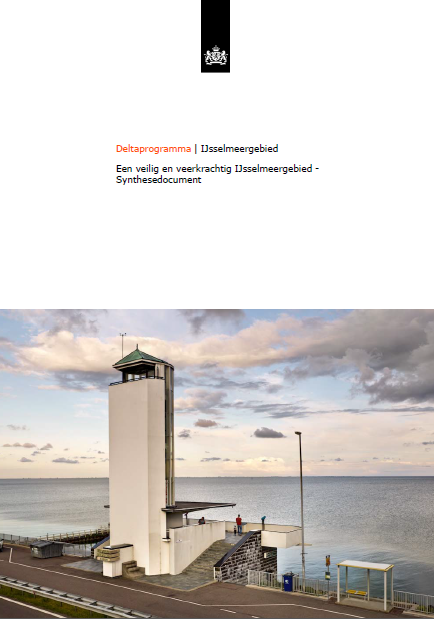 Deltaprogramma | IJsselmeergebied
Een veilig en veerkrachtig IJsselmeergebied -
Synthesedocument